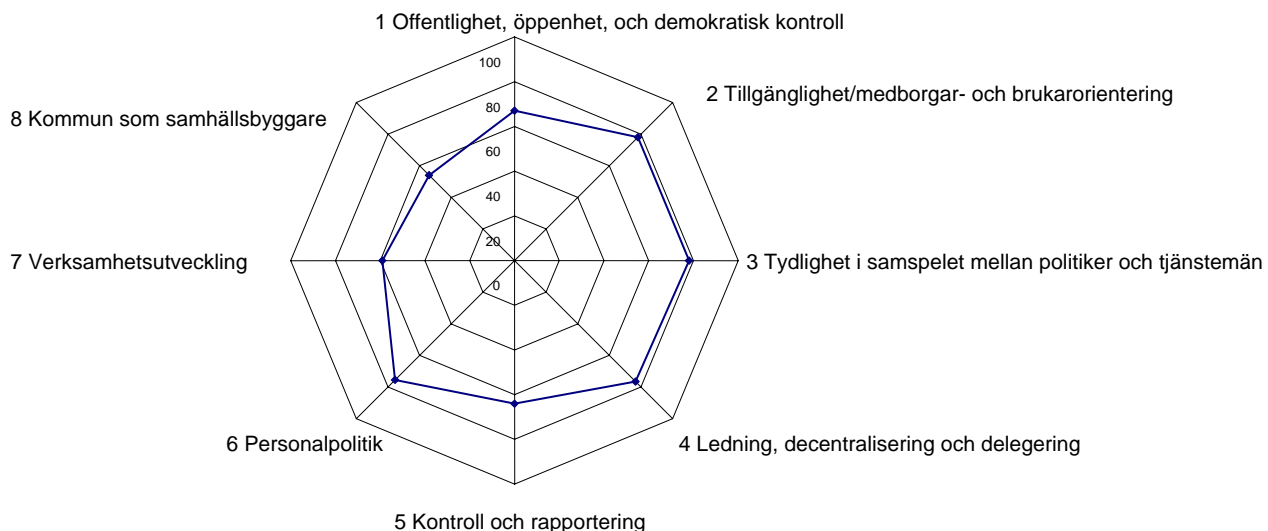 1 Offentlighet, öppenhet, och demokratisk kontroll
100
2 Tillgänglighet/medborgar- och brukarorientering
80
8 Kommun som samhällsbyggare
60
40
20
7 Verksamhetsutveckling
3 Tydlighet i samspelet mellan politiker och tjänstemän
0
6 Personalpolitik
4 Ledning, decentralisering och delegering
5 Kontroll och rapportering